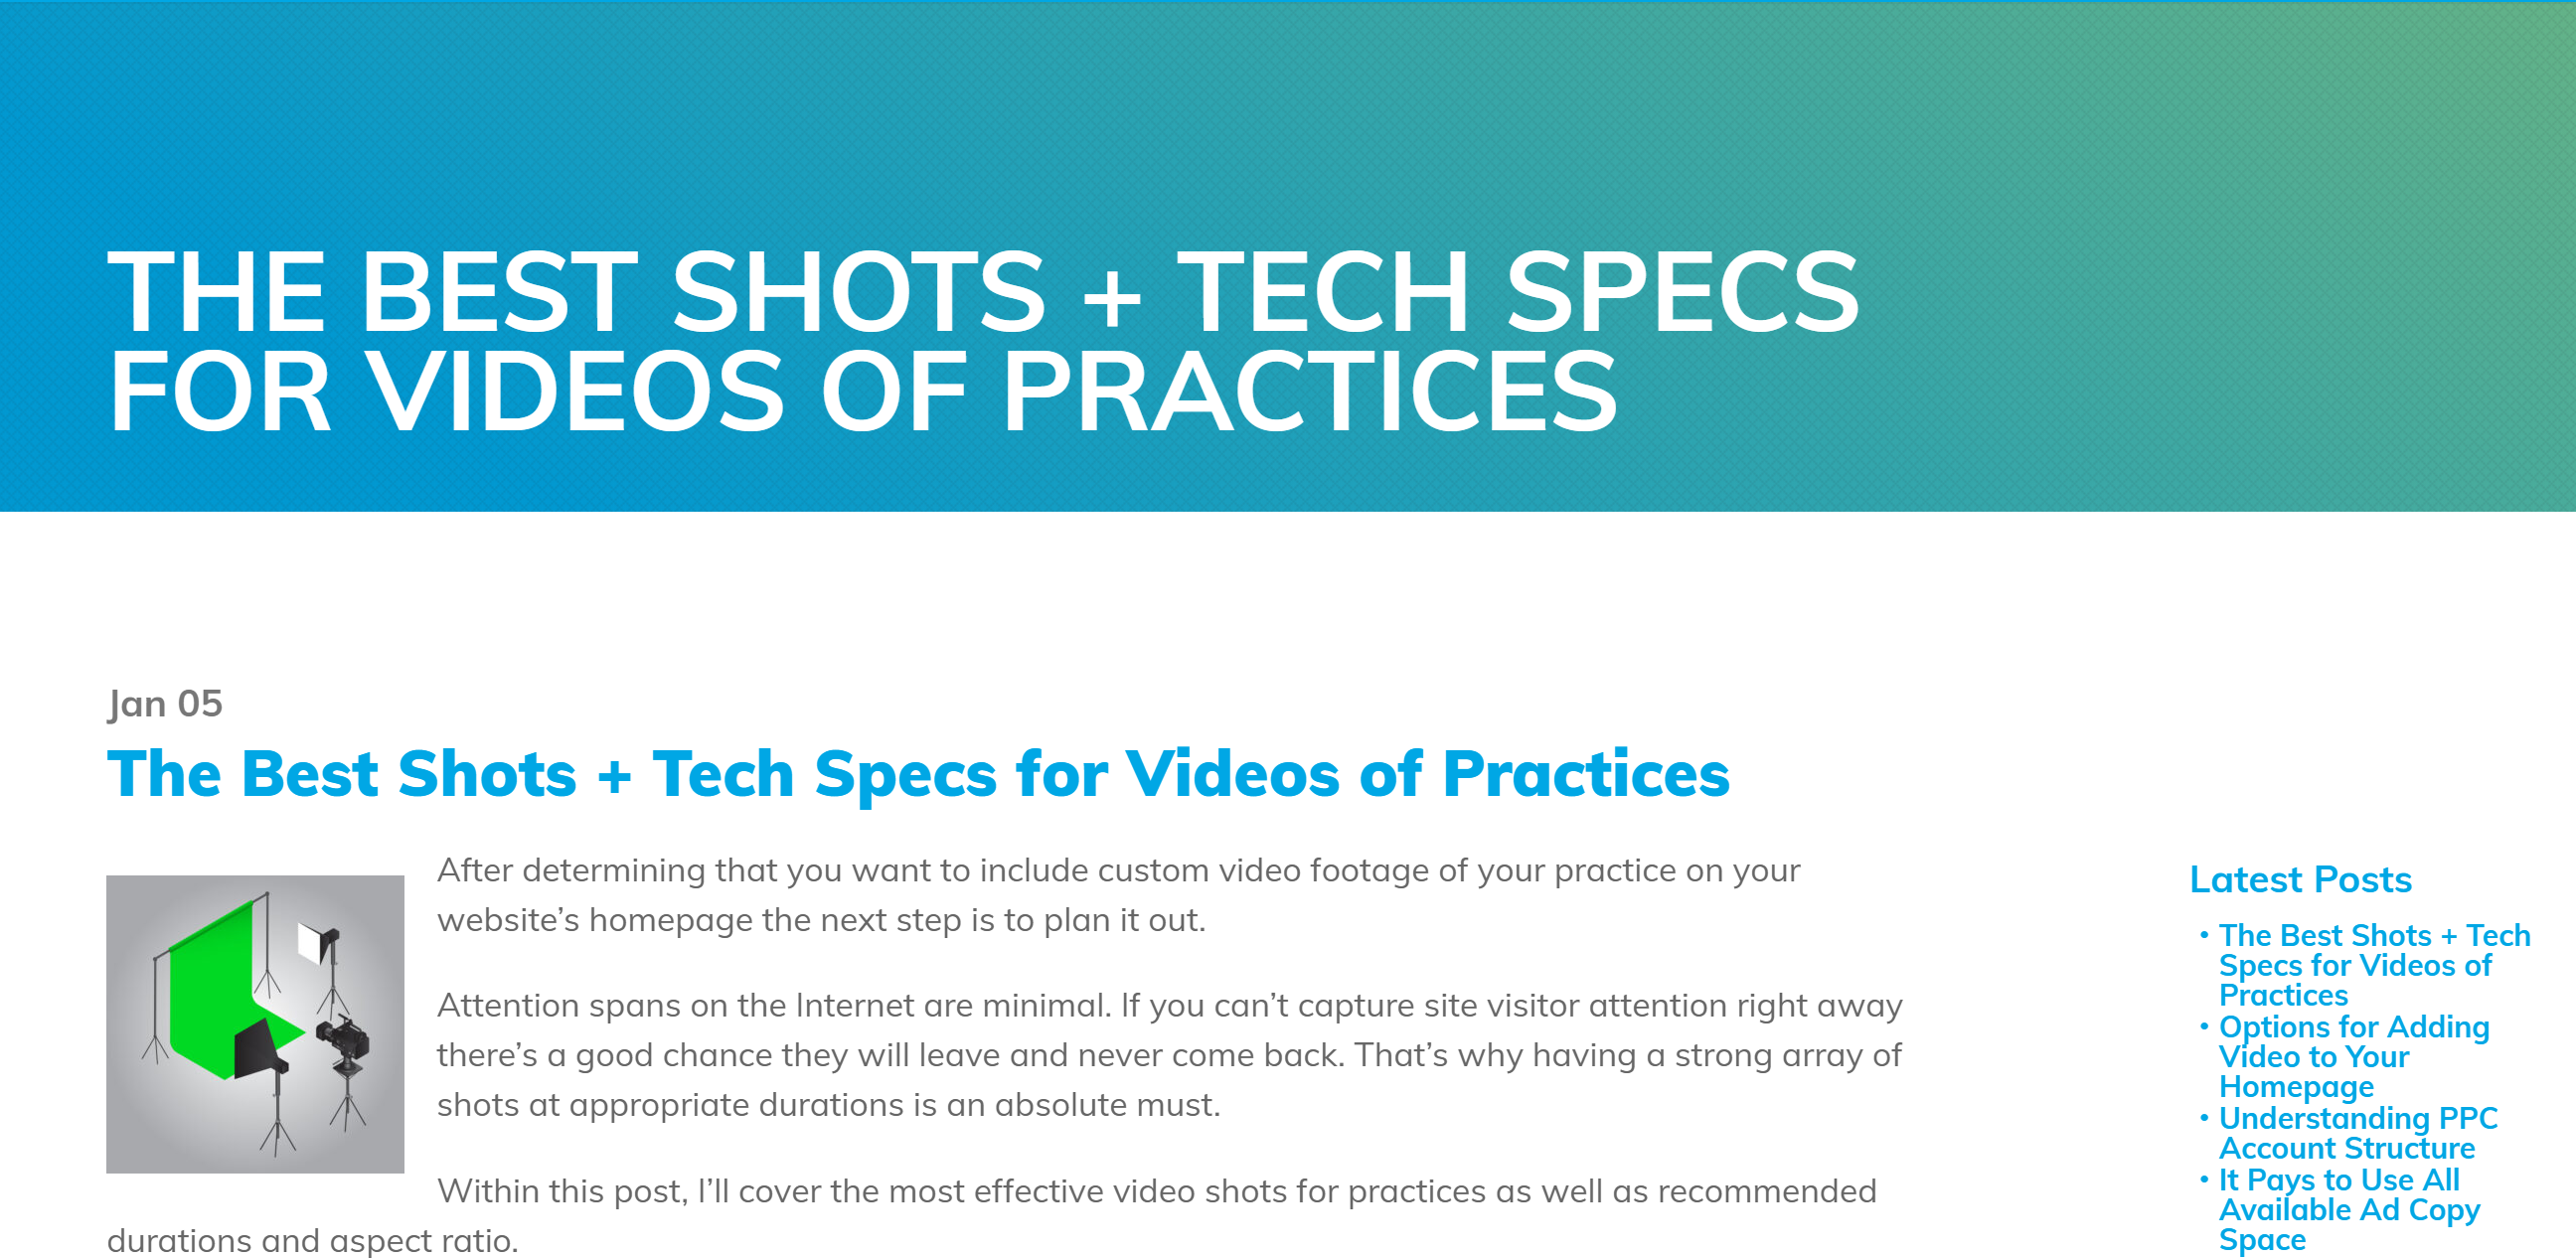 THE BEST SHOTS + TECH SPECS
FOR VIDEOS OF PRACTICES
Jan 05
The Best Shots + Tech Specs for Videos of Practices
After determining that you want to include custom video footage of your practice on your
website’s homepage the next step is to plan it out.
Attention spans on the Internet are minimal. If you can’t capture site visitor attention right away
there’s a good chance they will leave and never come back. That’s why having a strong array of
shots at appropriate durations is an absolute must.
Within this post, I’ll cover the most effective video shots for practices as well as recommended
durations and aspect ratio.
Latest Posts
• The Best Shots + Tech
Specs for Videos of
Practices
• Options for Adding
Video to Your
Homepage
• Understanding PPC
Account Structure
• It Pays to Use All
Available Ad Copy
Space